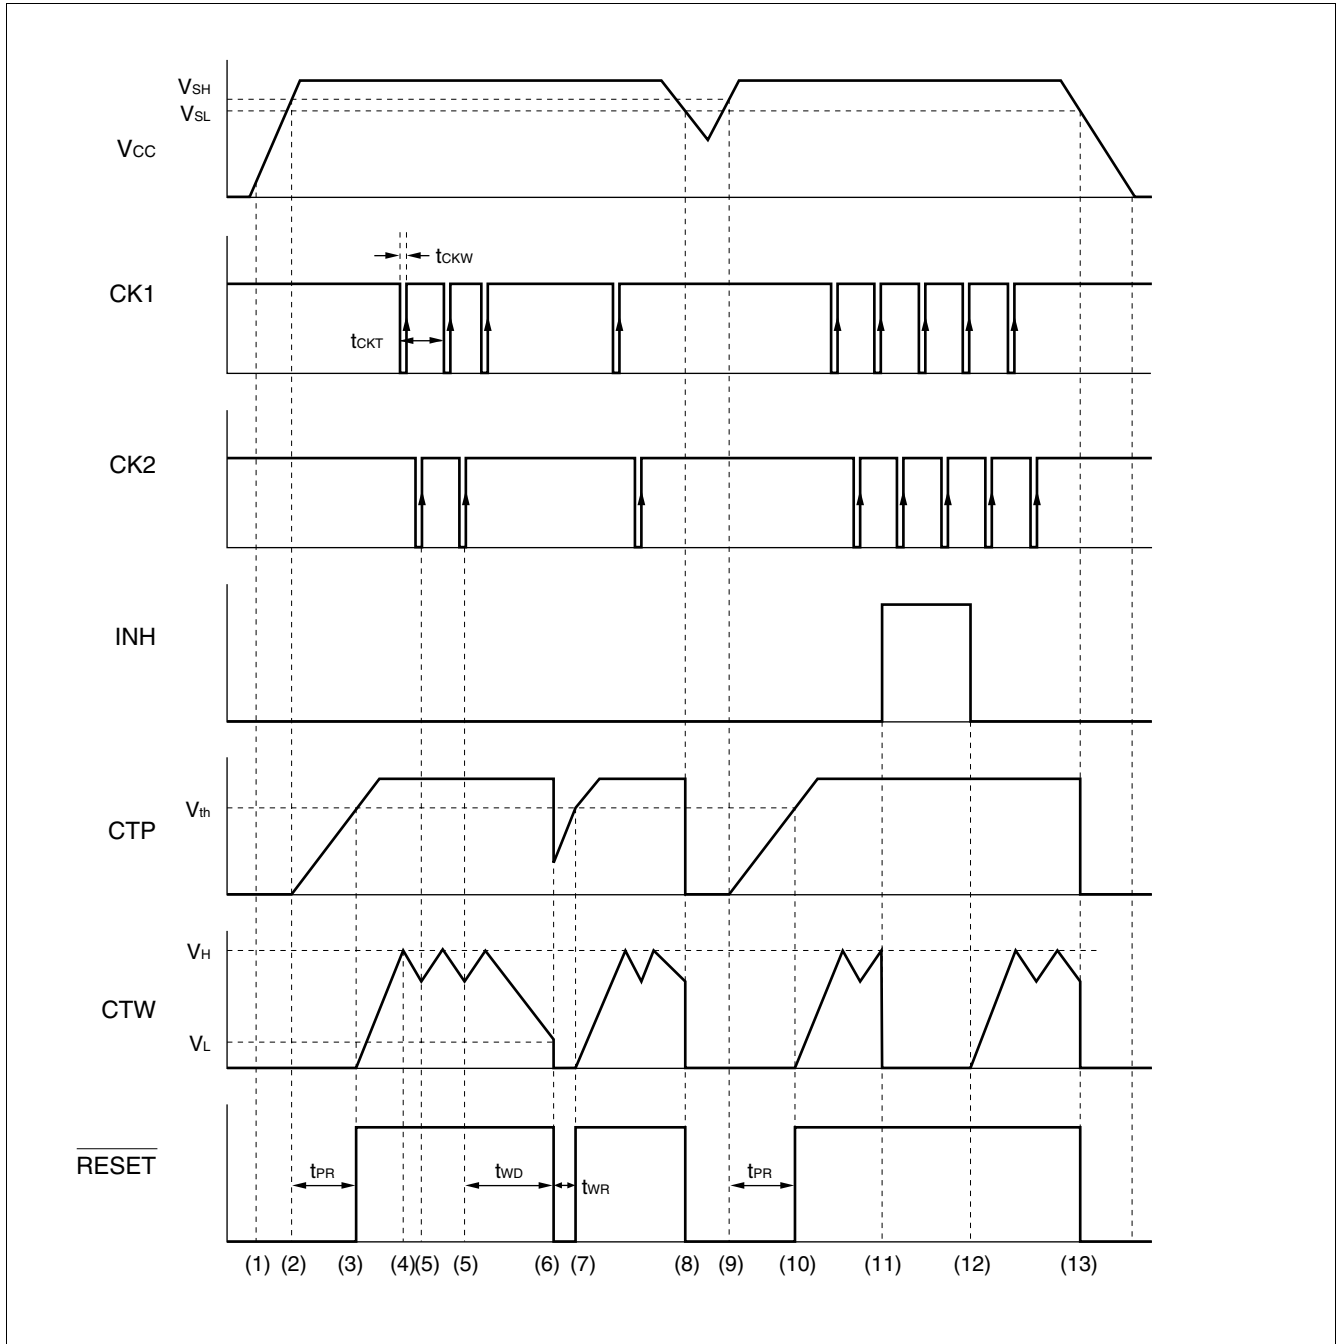 VSH
VSL
VCC
tCKW
CK1
tCKT
CK2
INH
Vth
CTP
VH
CTW
VL
RESET
tPR
tWD
tWR
tPR
(1) (2) (3) (4)(5) (5) (6) (7) (8) (9) (10) (11) (12) (13)